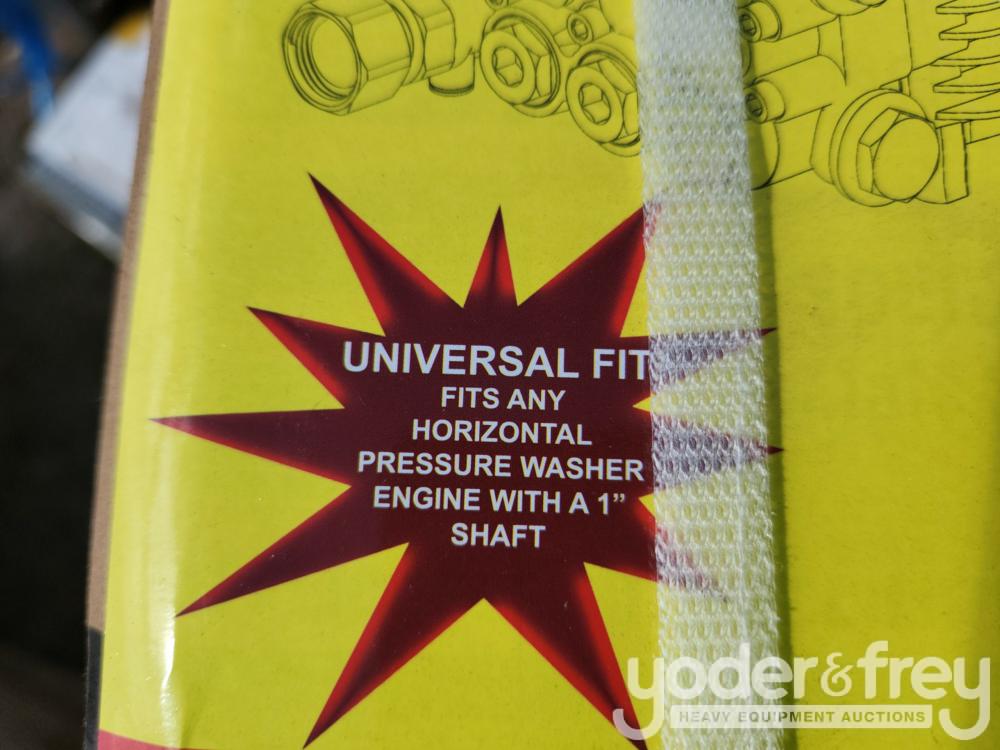 UNIVERSAL FIT
FITS ANY
HORIZONTAL
PRESSURE WASHER
ENGINE WITH A 1”
SHAFT
yoder&frey
HEAVY EQUIPMENT AUCTIONS